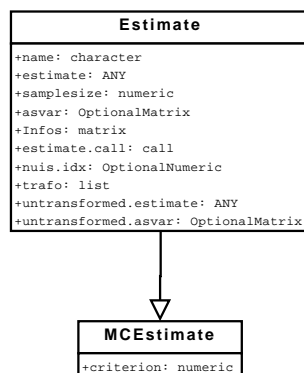 Estimate
+name: character
+estimate: ANY
+samplesize: numeric
+asvar: OptionalMatrix
+Infos: matrix
+estimate.call: call
+nuis.idx: OptionalNumeric
+trafo: list
+untransformed.estimate: ANY
+untransformed.asvar: OptionalMatrix
MCEstimate
+criterion: numeric